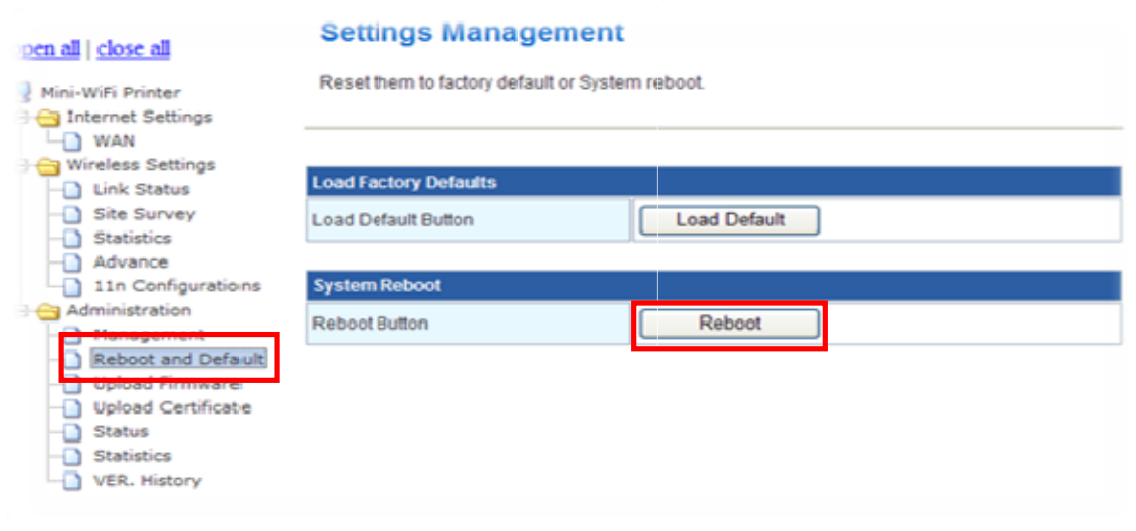 open all | close all
Mini-WiFi Printer
Internet Settings
WAN
Wireless Settings
Link Status
Site Survey
Statistics
Advance
11n Configurations
Administration
Management
Reboot and Default
Upload Firmware
Upload Certificate
Status
Statistics
VER. History
Settings Management
Reset them to factory default or System reboot.
Load Factory Defaults
Load Default Button Load Default
System Reboot
Reboot Button Reboot